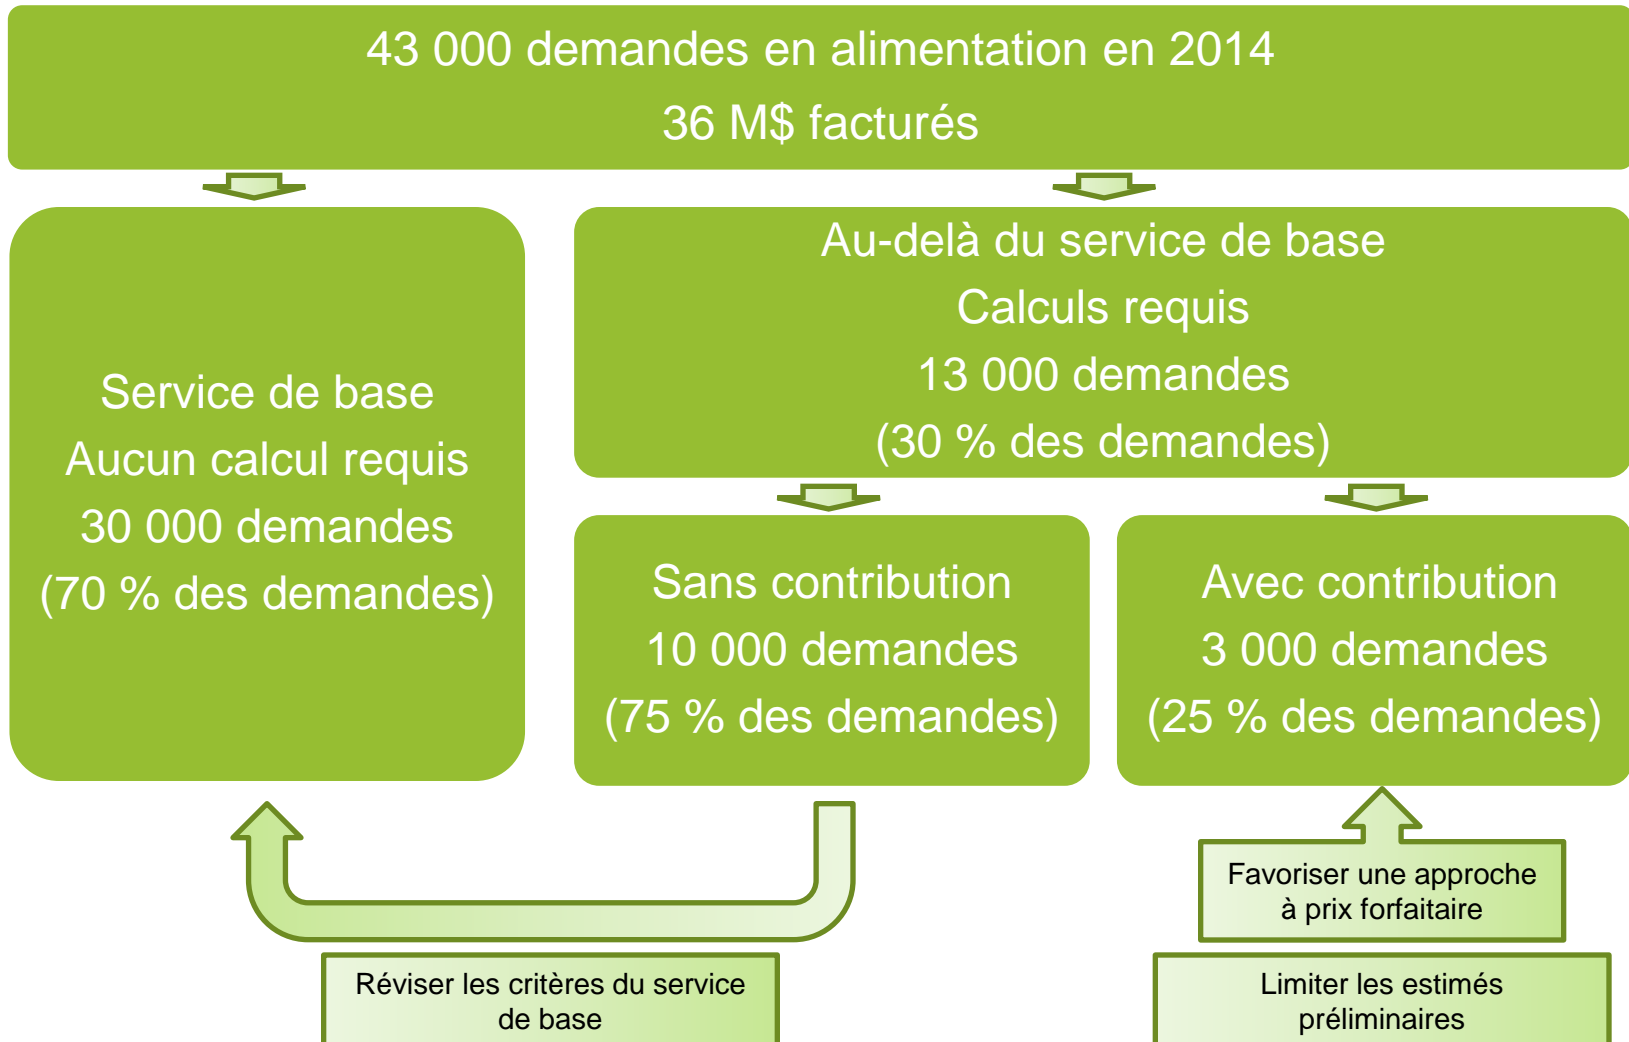 43 000 demandes en alimentation en 2014
36 M$ facturés
Service de base
Aucun calcul requis
30 000 demandes
(70 % des demandes)
Au-delà du service de base
Calculs requis
13 000 demandes
(30 % des demandes)
Sans contribution
10 000 demandes
(75 % des demandes)
Avec contribution
3 000 demandes
(25 % des demandes)
Favoriser une approche
à prix forfaitaire
Réviser les critères du service
de base
Limiter les estimés
préliminaires